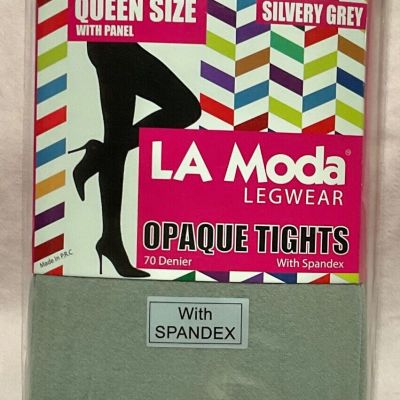 QUEEN SIZE
WITH PANEL
SILVERY GREY
LA Moda®
LEGWEAR
OPAQUE TIGHTS
70 Denier With Spandex
Made In P.R.C
With
SPANDEX